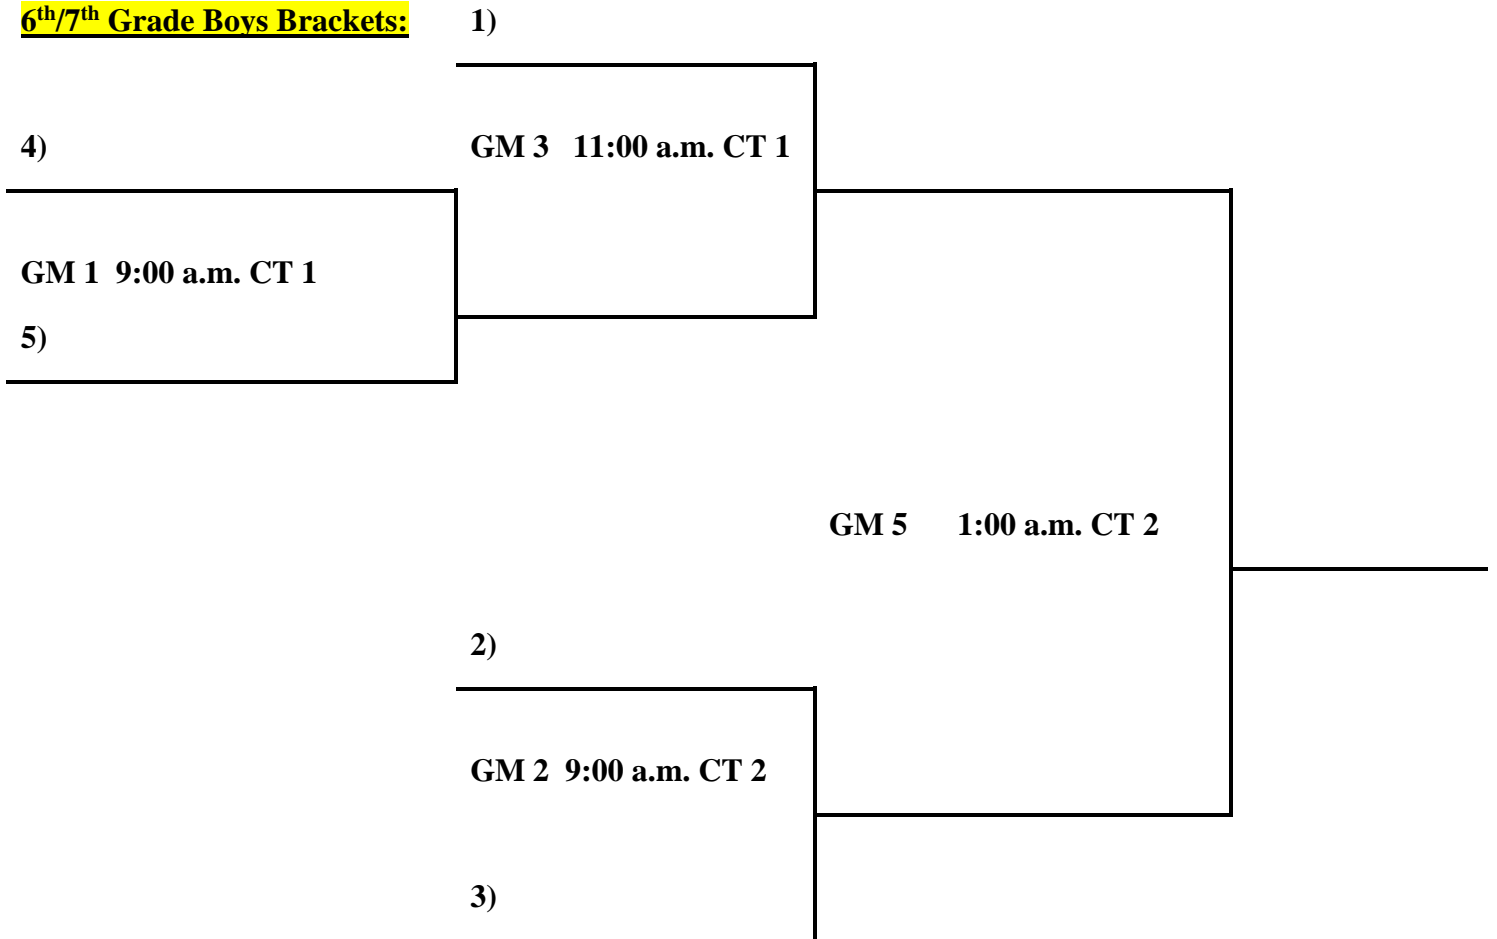 6th/7th Grade Boys Brackets:
1)
4)
GM 3 11:00 a.m. CT 1
GM 1 9:00 a.m. CT 1
5)
GM 5 1:00 a.m. CT 2
2)
GM 2 9:00 a.m. CT 2
3)